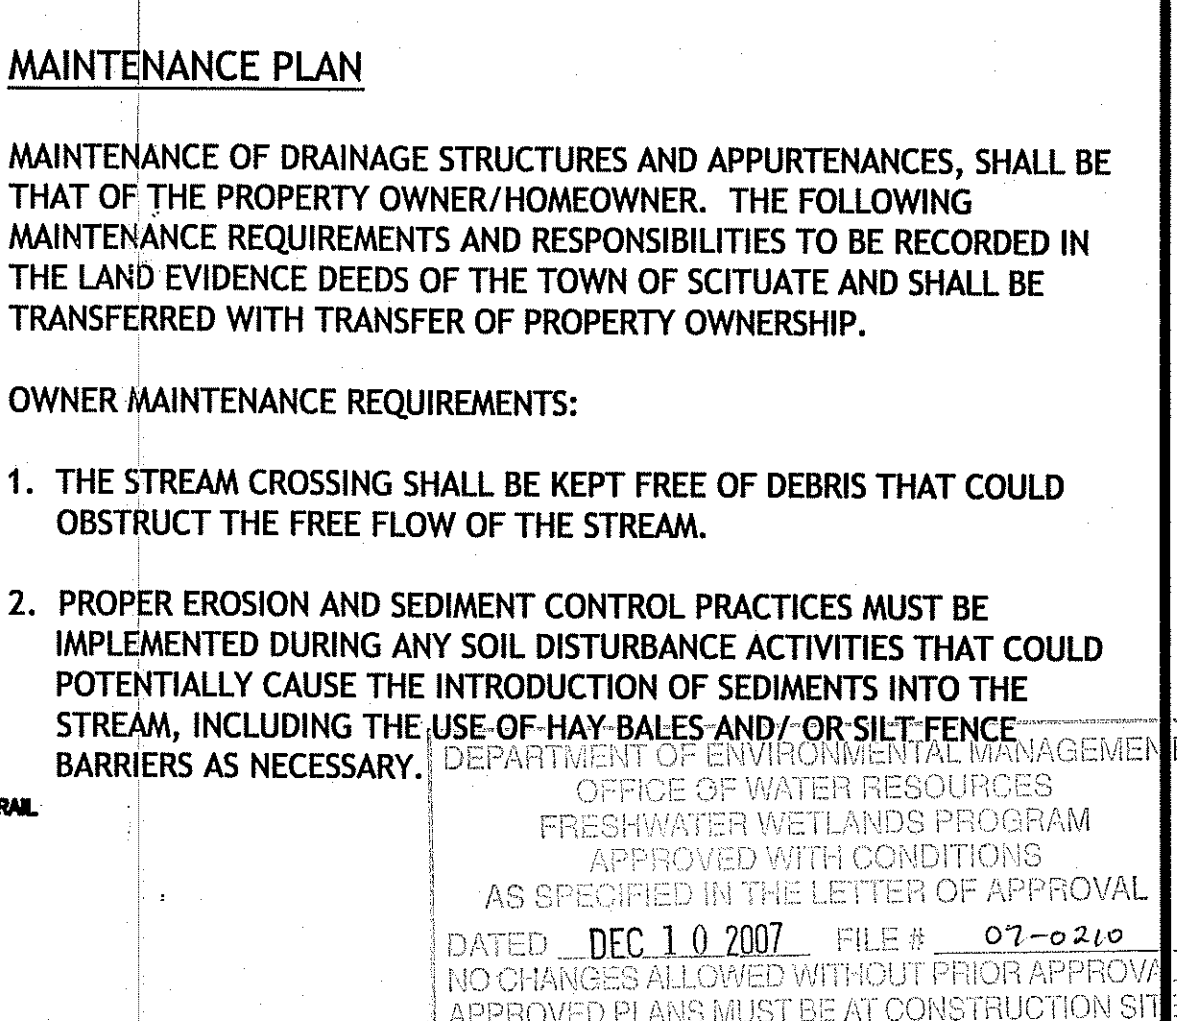 MAINTENANCE PLAN
MAINTENANCE OF DRAINAGE STRUCTURES AND APPURTENANCES, SHALL BE
THAT OF THE PROPERTY OWNER/HOMEOWNER. THE FOLLOWING
MAINTENANCE REQUIREMENTS AND RESPONSIBILITIES TO BE RECORDED IN
THE LAND EVIDENCE DEEDS OF THE TOWN OF SCITUATE AND SHALL BE
TRANSFERRED WITH TRANSFER OF PROPERTY OWNERSHIP.
OWNER MAINTENANCE REQUIREMENTS:
1. THE STREAM CROSSING SHALL BE KEPT FREE OF DEBRIS THAT COULD
OBSTRUCT THE FREE FLOW OF THE STREAM.
2. PROPER EROSION AND SEDIMENT CONTROL PRACTICES MUST BE
IMPLEMENTED DURING ANY SOIL DISTURBANCE ACTIVITIES THAT COULD
POTENTIALLY CAUSE THE INTRODUCTION OF SEDIMENTS INTO THE
STREAM, INCLUDING THE USE OF HAY BALES AND/ OR SILT FENCE
BARRIERS AS NECESSARY.
RAIL
DEPARTMENT OF ENVIRONMENTAL MANAGEMEN
OFFICE OF WATER RESOURCES
FRESHWATER WETLANDS PROGRAM
APPROVED WITH CONDITIONS
AS SPECIFIED IN THE LETTER OF APPROVAL
DATED DEC 10 2007 FILE # 07-0210
NO CHANGES ALLOWED WITHOUT PRIOR APPROVA
APPROVED PLANS MUST BE AT CONSTRUCTION SITE